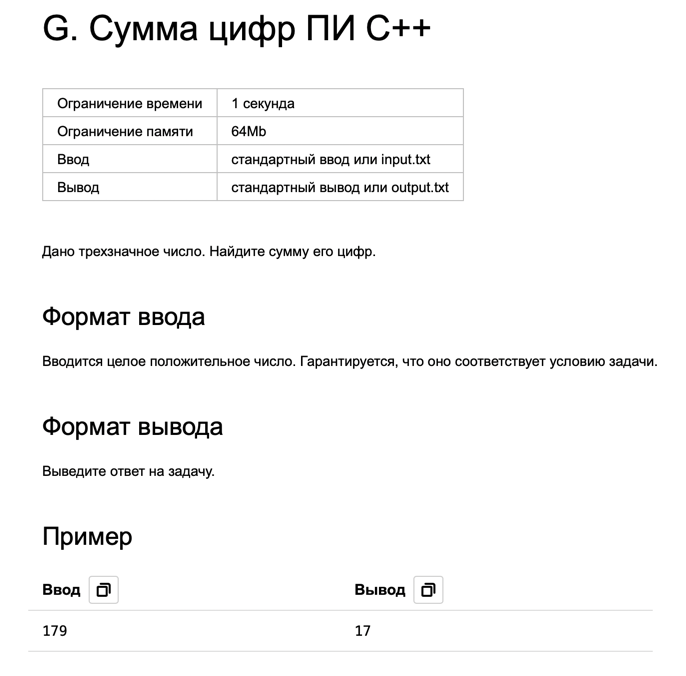 G. Сумма цифр ПИ C++
Ограничение времени 1 секунда
Ограничение памяти 64Mb
Ввод стандартный ввод или input.txt
Вывод стандартный вывод или output.txt
Дано трехзначное число. Найдите сумму его цифр.
Формат ввода
Вводится целое положительное число. Гарантируется, что оно соответствует условию задачи.
Формат вывода
Выведите ответ на задачу.
Пример
Ввод Вывод
179 17